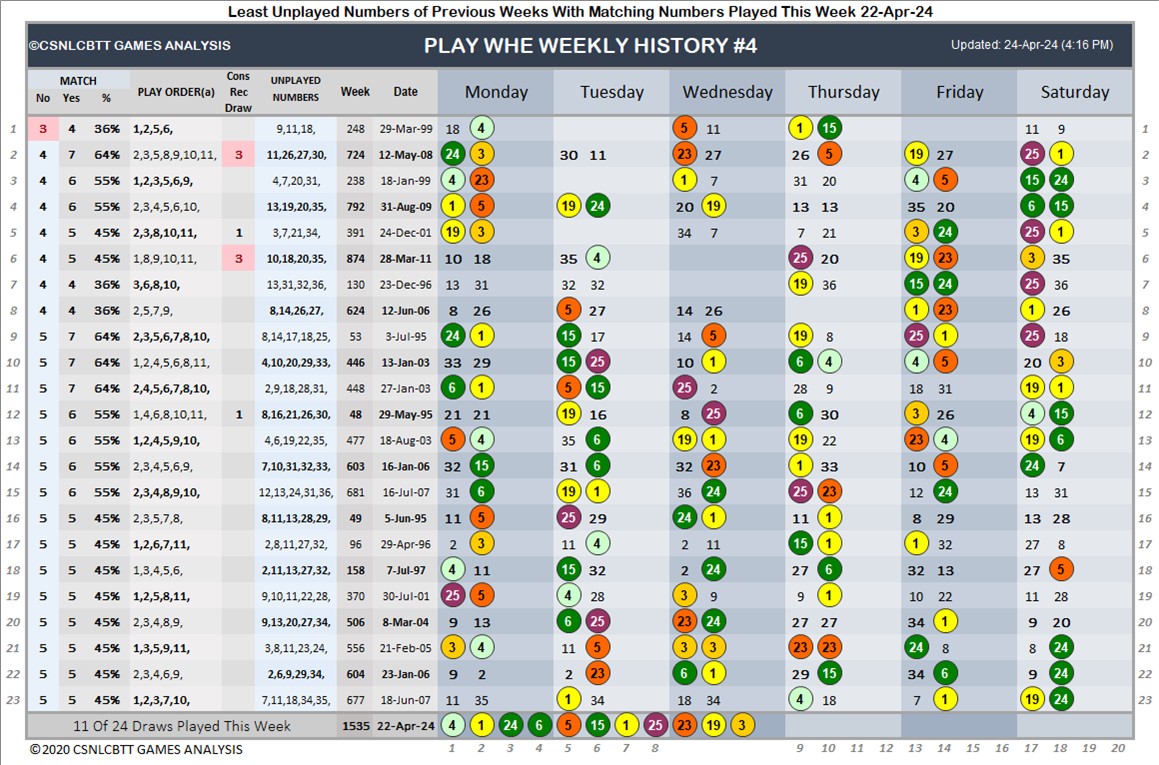 Least Unplayed Numbers of Previous Weeks With Matching Numbers Played This Week 22-Apr-24
©CSNLCBTT GAMES ANALYSIS PLAY WHE WEEKLY HISTORY #4 Updated: 24-Apr-24 (4:16 PM)
MATCH No Yes % PLAY ORDER(a) Cons Rec Draw UNPLAYED NUMBERS Week Date Monday Tuesday Wednesday Thursday Friday Saturday
1 3 4 36% 1,2,5,6, 9,11,18, 248 29-Mar-99 18 4 5 11 1 15 11 9 1
2 4 7 64% 2,3,5,8,9,10,11, 3 11,26,27,30, 724 12-May-08 24 3 30 11 23 27 26 5 19 27 25 1 2
3 4 6 55% 1,2,3,5,6,9, 4,7,20,31, 238 18-Jan-99 4 23 1 7 31 20 4 5 15 24 3
4 4 6 55% 2,3,4,5,6,10, 13,19,20,35, 792 31-Aug-09 1 5 19 24 20 19 13 13 35 20 6 15 4
5 4 5 45% 2,3,8,10,11, 1 3,7,21,34, 391 24-Dec-01 19 3 34 7 7 21 3 24 25 1 5
6 4 5 45% 1,8,9,10,11, 3 10,18,20,35, 874 28-Mar-11 10 18 35 4 25 20 19 23 3 35 6
7 4 4 36% 3,6,8,10, 13,31,32,36, 130 23-Dec-96 13 31 32 32 19 36 15 24 25 36 7
8 4 4 36% 2,5,7,9, 8,14,26,27, 624 12-Jun-06 8 26 5 27 14 26 1 23 1 26 8
9 5 7 64% 2,3,5,6,7,8,10, 8,14,17,18,25, 53 3-Jul-95 24 1 15 17 14 5 19 8 25 1 25 18 9
10 5 7 64% 1,2,4,5,6,8,11, 4,10,20,29,33, 446 13-Jan-03 33 29 15 25 10 1 6 4 4 5 20 3 10
11 5 7 64% 2,4,5,6,7,8,10, 2,9,18,28,31, 448 27-Jan-03 6 1 5 15 25 2 28 9 18 31 19 1 11
12 5 6 55% 1,4,6,8,10,11, 1 8,16,21,26,30, 48 29-May-95 21 21 19 16 8 25 6 30 3 26 4 15 12
13 5 6 55% 1,2,4,5,9,10, 4,6,19,22,35, 477 18-Aug-03 5 4 35 6 19 1 19 22 23 4 19 6 13
14 5 6 55% 2,3,4,5,6,9, 7,10,31,32,33, 603 16-Jan-06 32 15 31 6 32 23 1 33 10 5 24 7 14
15 5 6 55% 2,3,4,8,9,10, 12,13,24,31,36, 681 16-Jul-07 31 6 19 1 36 24 25 23 12 24 13 31 15
16 5 5 45% 2,3,5,7,8, 8,11,13,28,29, 49 5-Jun-95 11 5 25 29 24 1 11 1 8 29 13 28 16
17 5 5 45% 1,2,6,7,11, 2,8,11,27,32, 96 29-Apr-96 2 3 11 4 2 11 15 1 1 32 27 8 17
18 5 5 45% 1,3,4,5,6, 2,11,13,27,32, 158 7-Jul-97 4 11 15 32 2 24 27 6 32 13 27 5 18
19 5 5 45% 1,2,5,8,11, 9,10,11,22,28, 370 30-Jul-01 25 5 4 28 3 9 9 1 10 22 11 28 19
20 5 5 45% 2,3,4,8,9, 9,13,20,27,34, 506 8-Mar-04 9 13 6 25 23 24 27 27 34 1 9 20 20
21 5 5 45% 1,3,5,9,11, 3,8,11,23,24, 556 21-Feb-05 3 4 11 5 3 3 23 23 24 8 8 24 21
22 5 5 45% 2,3,4,6,9, 2,6,9,29,34, 604 23-Jan-06 9 2 2 23 6 1 29 15 34 6 9 24 22
23 5 5 45% 1,2,3,7,10, 7,11,18,34,35, 677 18-Jun-07 11 35 1 34 18 34 4 18 7 1 19 24 23
11 Of 24 Draws Played This Week 1535 22-Apr-24 4 1 24 6 5 15 1 25 23 19 3
©2020 CSNLCBTT GAMES ANALYSIS 1 2 3 4 5 6 7 8 9 10 11 12 13 14 15 16 17 18 19 20